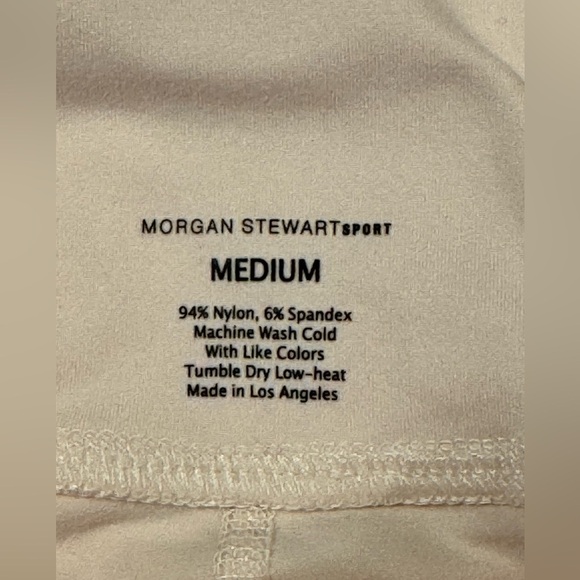 MORGAN STEWARTSPORT
MEDIUM
94% Nylon, 6% Spandex
Machine Wash Cold
With Like Colors
Tumble Dry Low-heat
Made in Los Angeles